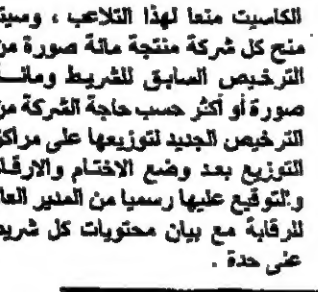 الكاسيت منعا لهذا التلاعب ، وسيتم
منح كل شركة منتجة مائة صورة من
الترخيص السابق للشريط ومائة
صورة أو أكثر حسب حاجة الشركة من
الترخيص الجديد لتوزيعها على مراكز
التوزيع بعد وضع الاختام والارقام
والتوقيع عليها رسميا من المدير العام
للرقابة مع بيان محتويات كل شريط
على حدة .